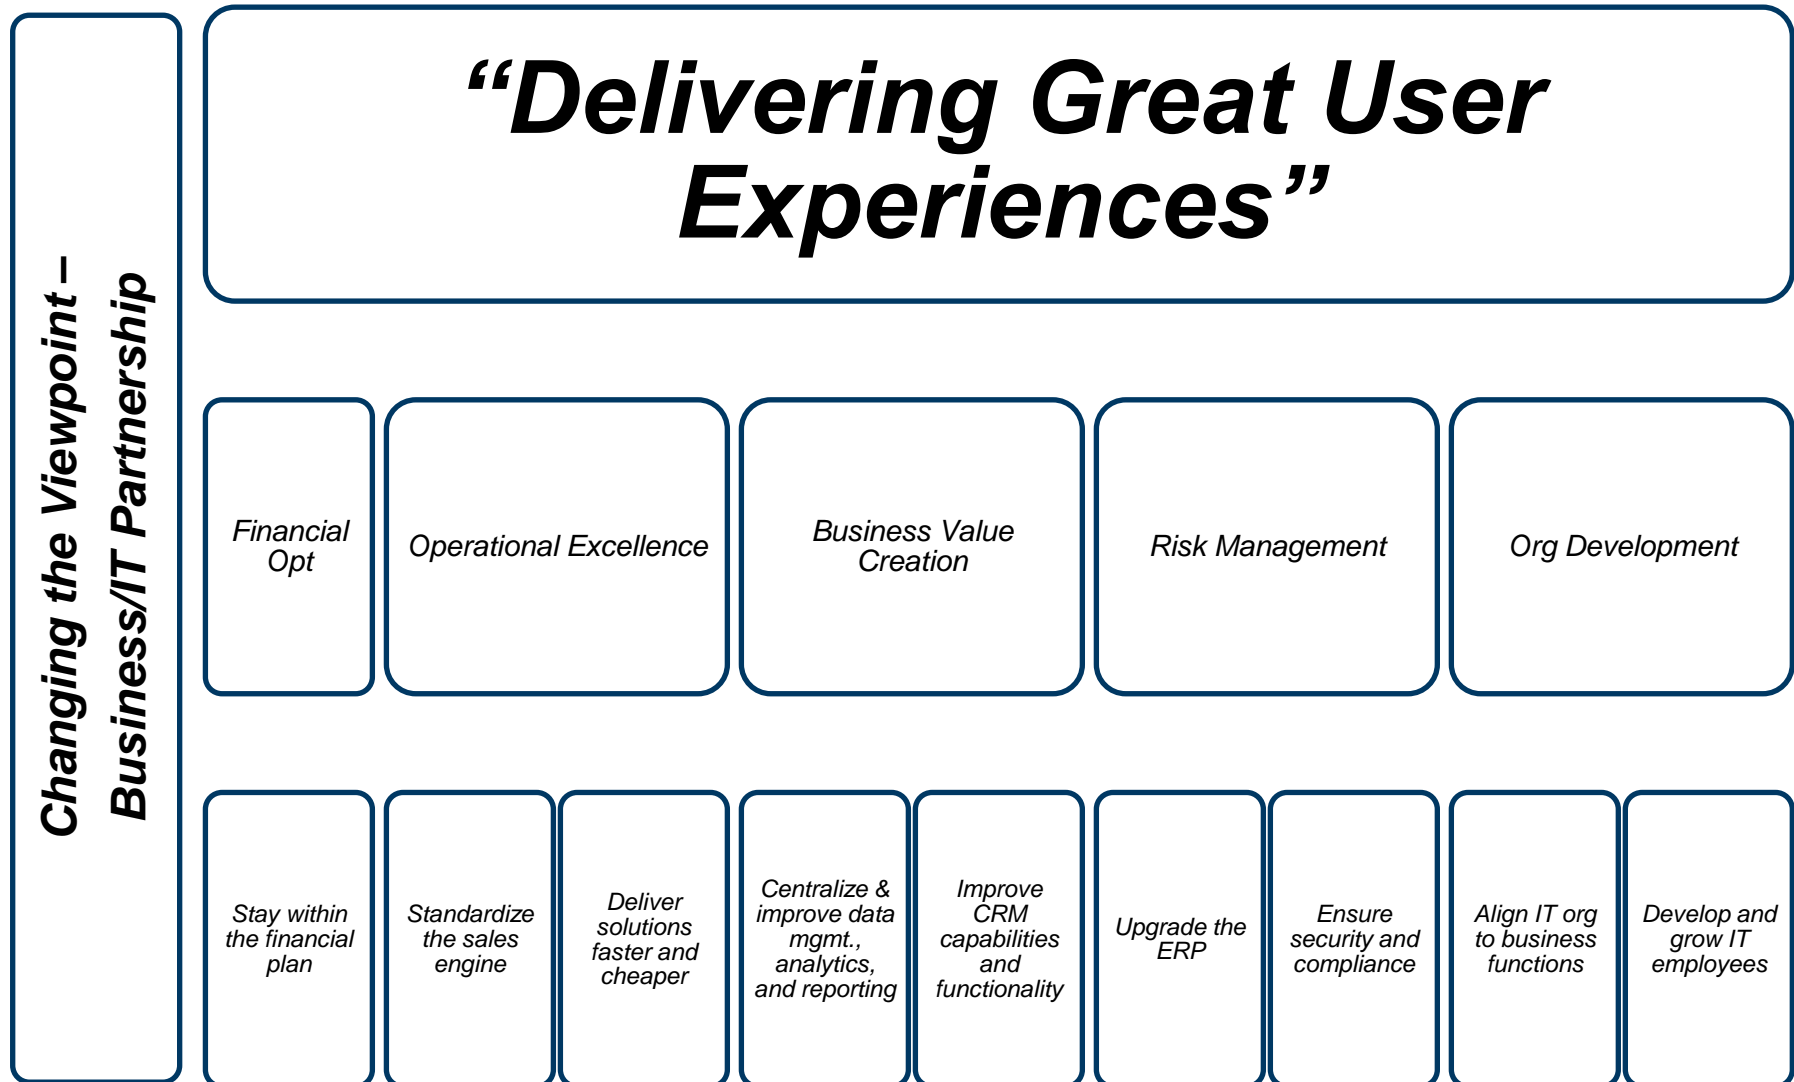 Changing the Viewpoint –
Business/IT Partnership
“Delivering Great User
Experiences”
Financial
Opt
Operational Excellence
Business Value
Creation
Risk Management
Org Development
Stay within
the financial
plan
Standardize
the sales
engine
Deliver
solutions
faster and
cheaper
Centralize &
improve data
mgmt.,
analytics,
and reporting
Improve
CRM
capabilities
and
functionality
Upgrade the
ERP
Ensure
security and
compliance
Align IT org
to business
functions
Develop and
grow IT
employees